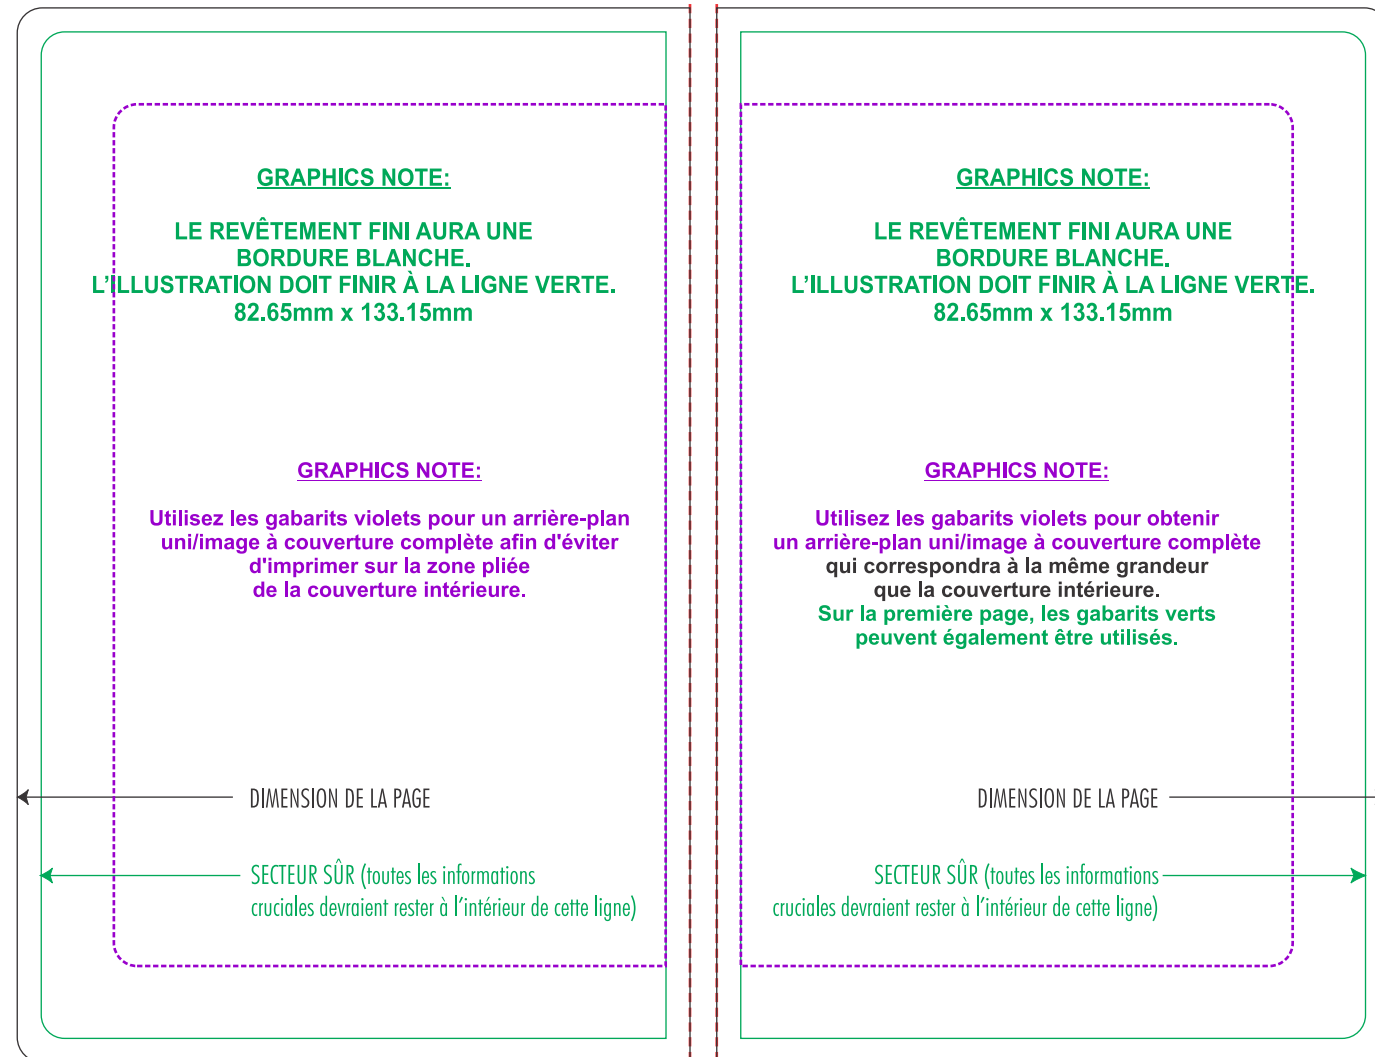 GRAPHICS NOTE:
LE REVÊTEMENT FINI AURA UNE
BORDURE BLANCHE.
L'ILLUSTRATION DOIT FINIR À LA LIGNE VERTE.
82.65mm x 133.15mm
GRAPHICS NOTE:
Utilisez les gabarits violets pour un arrière-plan
uni/image à couverture complète afin d'éviter
d'imprimer sur la zone pliée
de la couverture intérieure.
DIMENSION DE LA PAGE
SECTEUR SÛR (toutes les informations
cruciales devraient rester à l'intérieur de cette ligne)
GRAPHICS NOTE:
LE REVÊTEMENT FINI AURA UNE
BORDURE BLANCHE.
L'ILLUSTRATION DOIT FINIR À LA LIGNE VERTE.
82.65mm x 133.15mm
GRAPHICS NOTE:
Utilisez les gabarits violets pour obtenir
un arrière-plan uni/image à couverture complète
qui correspondra à la même grandeur
que la couverture intérieure.
Sur la première page, les gabarits verts
peuvent également être utilisés.
DIMENSION DE LA PAGE
SECTEUR SÛR (toutes les informations
cruciales devraient rester à l'intérieur de cette ligne)